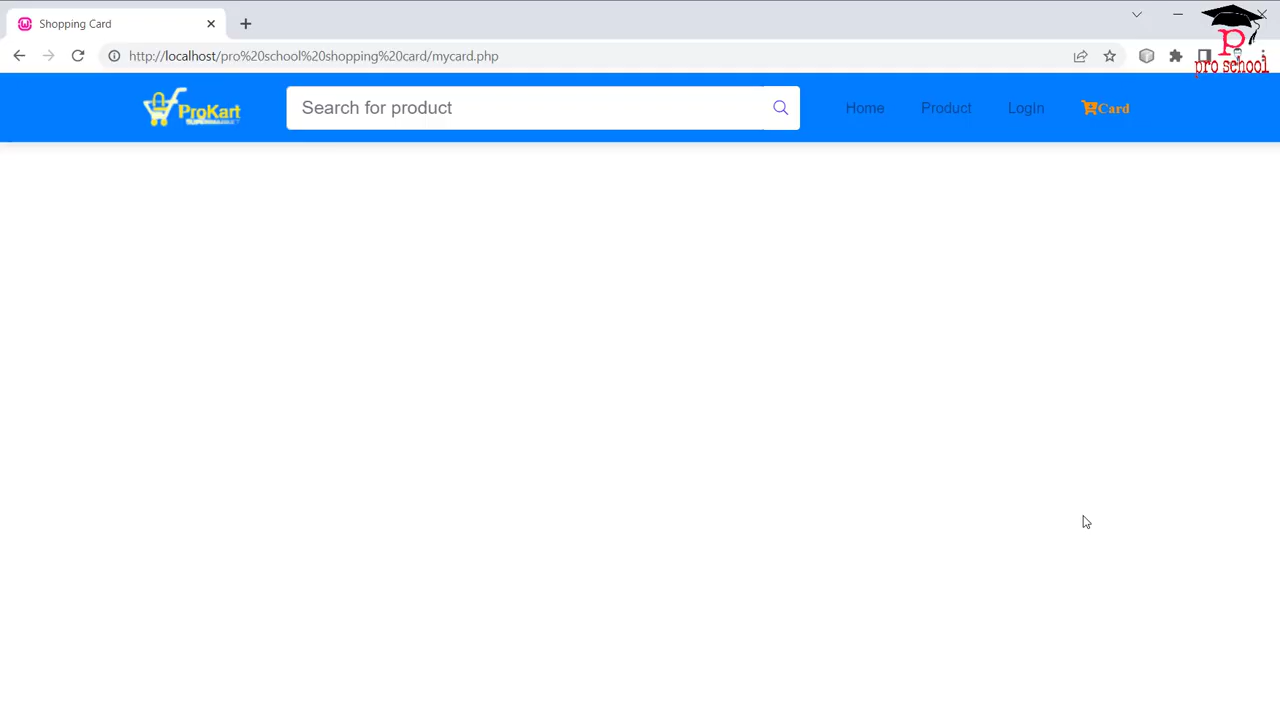 Shopping Card
http://localhost/pro%20school%20shopping%20card/mycard.php
p
pro school
ProKart
SUPERMARKET
Search for product
Home
Product
Login
Card